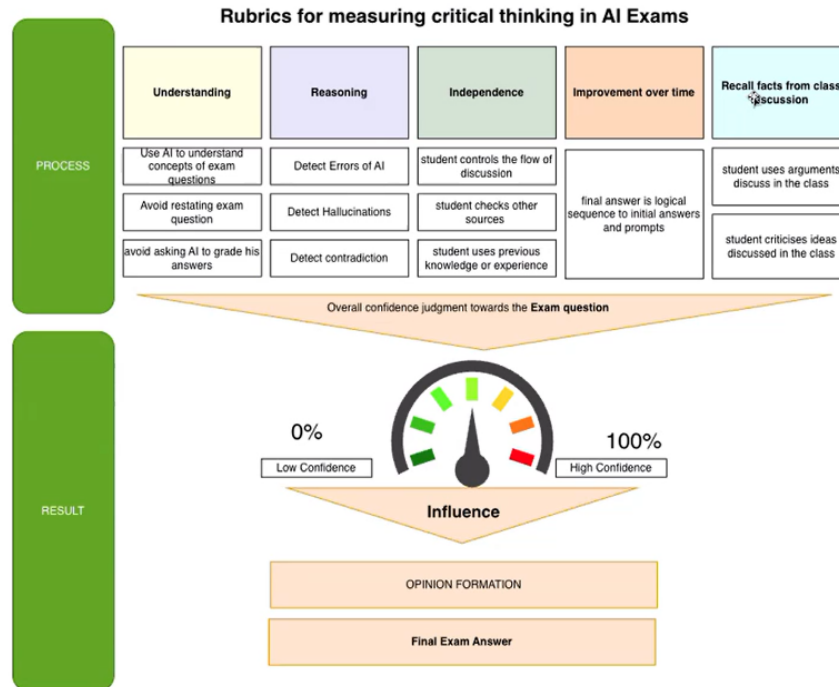 Rubrics for measuring critical thinking in AI Exams
PROCESS
Understanding
Reasoning
Independence
Improvement over time
Recall facts from class
discussion
Use AI to understand
concepts of exam
questions
Detect Errors of AI
student controls the flow of
discussion
final answer is logical
sequence to initial answers
and prompts
student uses arguments
discuss in the class
Avoid restating exam
question
Detect Hallucinations
student checks other
sources
student criticises ideas
discussed in the class
avoid asking AI to grade his
answers
Detect contradiction
student uses previous
knowledge or experience
Overall confidence judgment towards the Exam question
RESULT
0%
Low Confidence
100%
High Confidence
Influence
OPINION FORMATION
Final Exam Answer